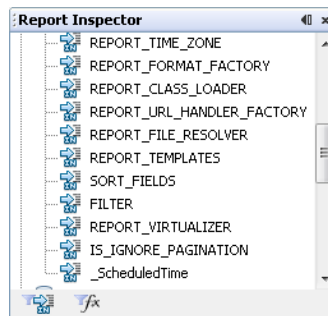 Report Inspector
REPORT_TIME_ZONE
REPORT_FORMAT_FACTORY
REPORT_CLASS_LOADER
REPORT_URL_HANDLER_FACTORY
REPORT_FILE_RESOLVER
REPORT_TEMPLATES
SORT_FIELDS
FILTER
REPORT_VIRTUALIZER
IS_IGNORE_PAGINATION
_ScheduledTime
fx